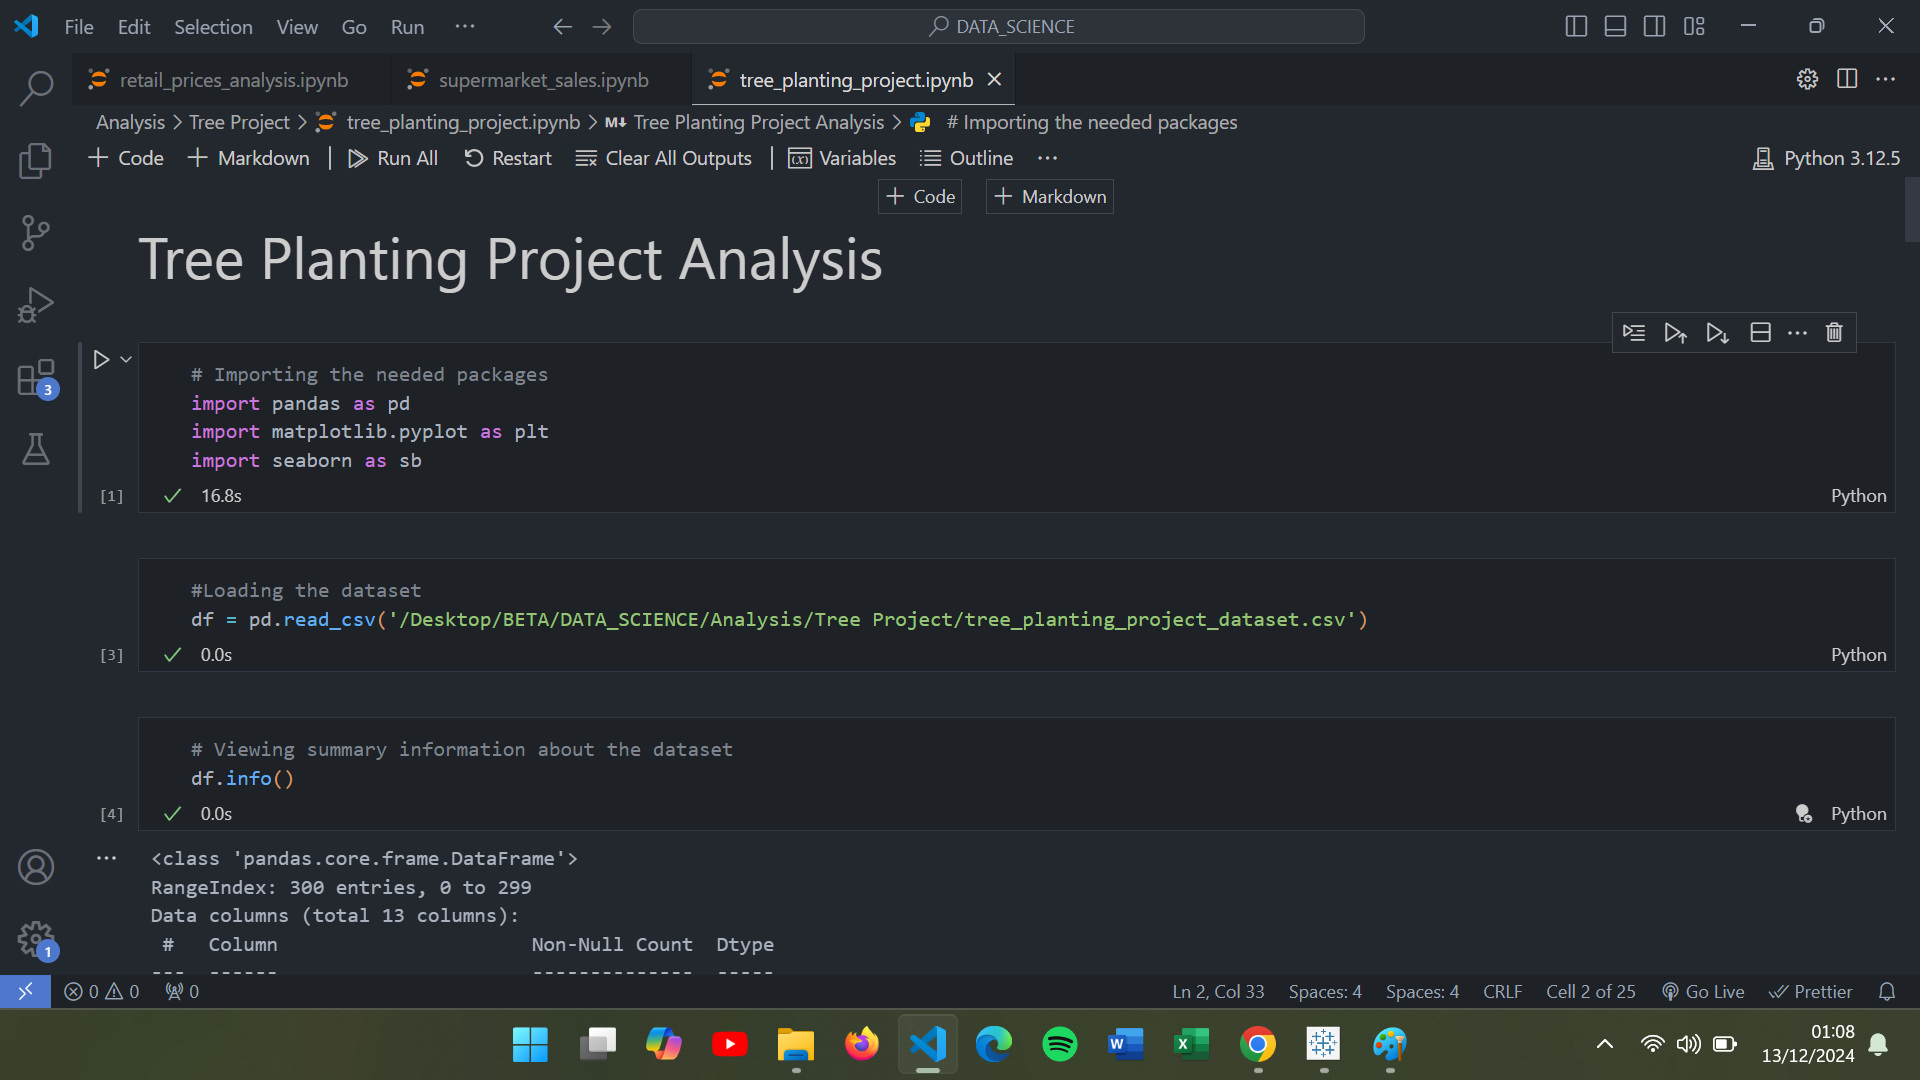 File Edit Selection View Go Run ··· DATA_SCIENCE
retail_prices_analysis.ipynb supermarket_sales.ipynb tree_planting_project.ipynb
Analysis > Tree Project > tree_planting_project.ipynb > M↓ Tree Planting Project Analysis > # Importing the needed packages
+ Code + Markdown | Run All Restart Clear All Outputs | Variables Outline ··· Python 3.12.5
+ Code + Markdown
Tree Planting Project Analysis
# Importing the needed packages
import pandas as pd
import matplotlib.pyplot as plt
import seaborn as sb
[1] 16.8s Python
#Loading the dataset
df = pd.read_csv('/Desktop/BETA/DATA_SCIENCE/Analysis/Tree Project/tree_planting_project_dataset.csv')
[3] 0.0s Python
# Viewing summary information about the dataset
df.info()
[4] 0.0s Python
<class 'pandas.core.frame.DataFrame'>
RangeIndex: 300 entries, 0 to 299
Data columns (total 13 columns):
# Column Non-Null Count Dtype
--- ------ -------------- -----
3
1
0 0 0 Ln 2, Col 33 Spaces: 4 Spaces: 4 CRLF Cell 2 of 25 Go Live Prettier
01:08
13/12/2024